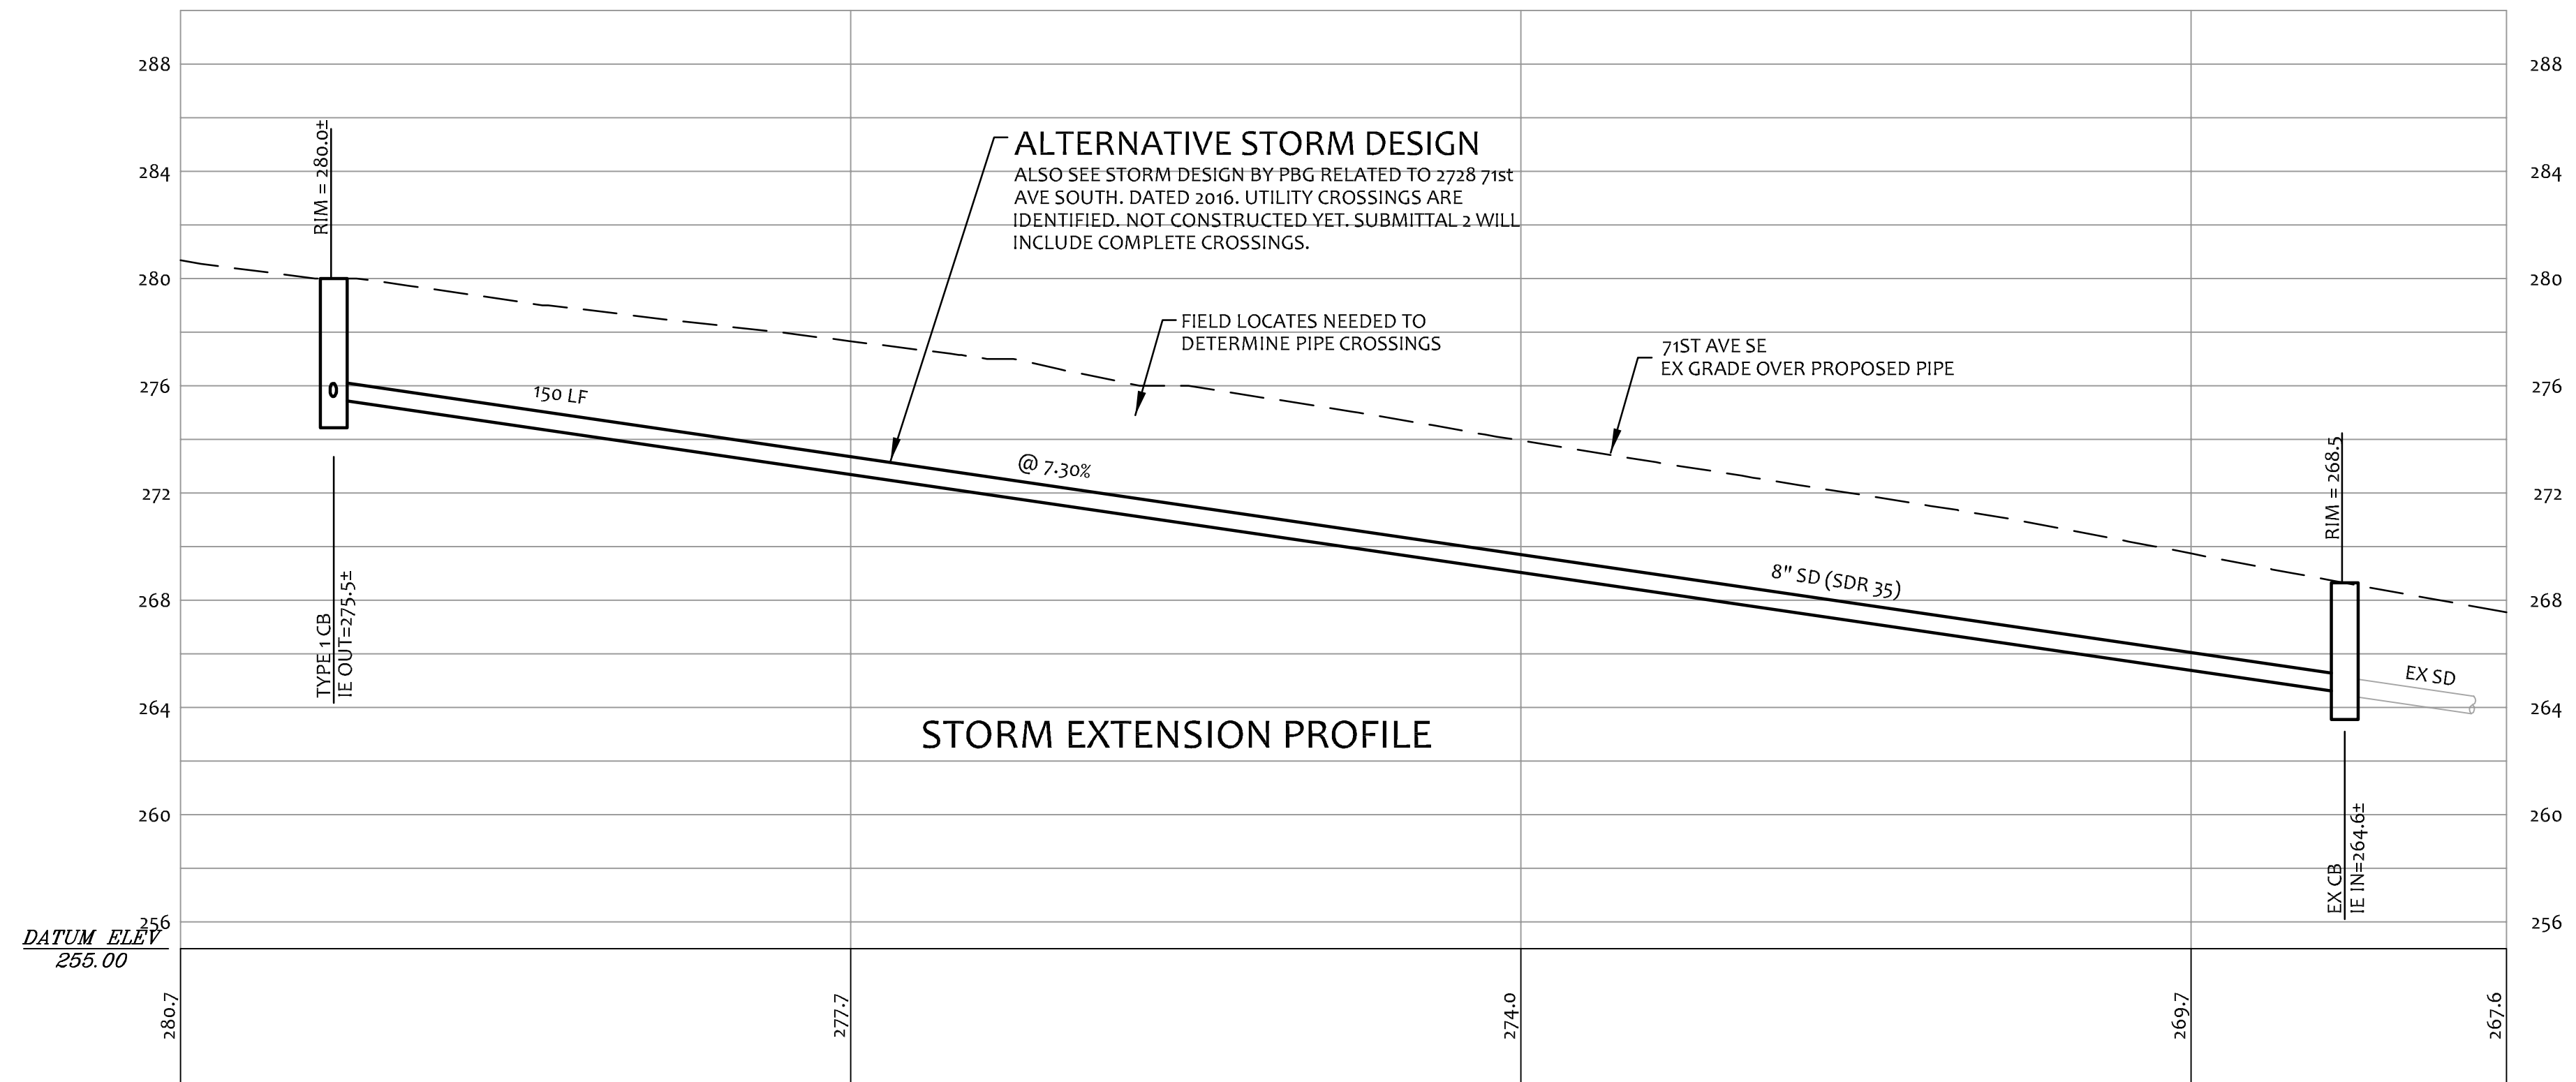 288
288
RIM = 280.0±
ALTERNATIVE STORM DESIGN
284
ALSO SEE STORM DESIGN BY PBG RELATED TO 2728 71st
284
AVE SOUTH. DATED 2016. UTILITY CROSSINGS ARE
IDENTIFIED. NOT CONSTRUCTED YET. SUBMITTAL 2 WILL
INCLUDE COMPLETE CROSSINGS.
280
280
FIELD LOCATES NEEDED TO
DETERMINE PIPE CROSSINGS
71ST AVE SE
EX GRADE OVER PROPOSED PIPE
276
276
150 LF
@ 7.30%
RIM = 268.5
272
272
8" SD (SDR 35)
268
268
TYPE 1 CB
IE OUT=275.5±
EX SD
264
264
STORM EXTENSION PROFILE
260
260
EX CB
IE IN=264.6±
256
256
DATUM ELEV
255.00
280.7
277.7
274.0
269.7
267.6